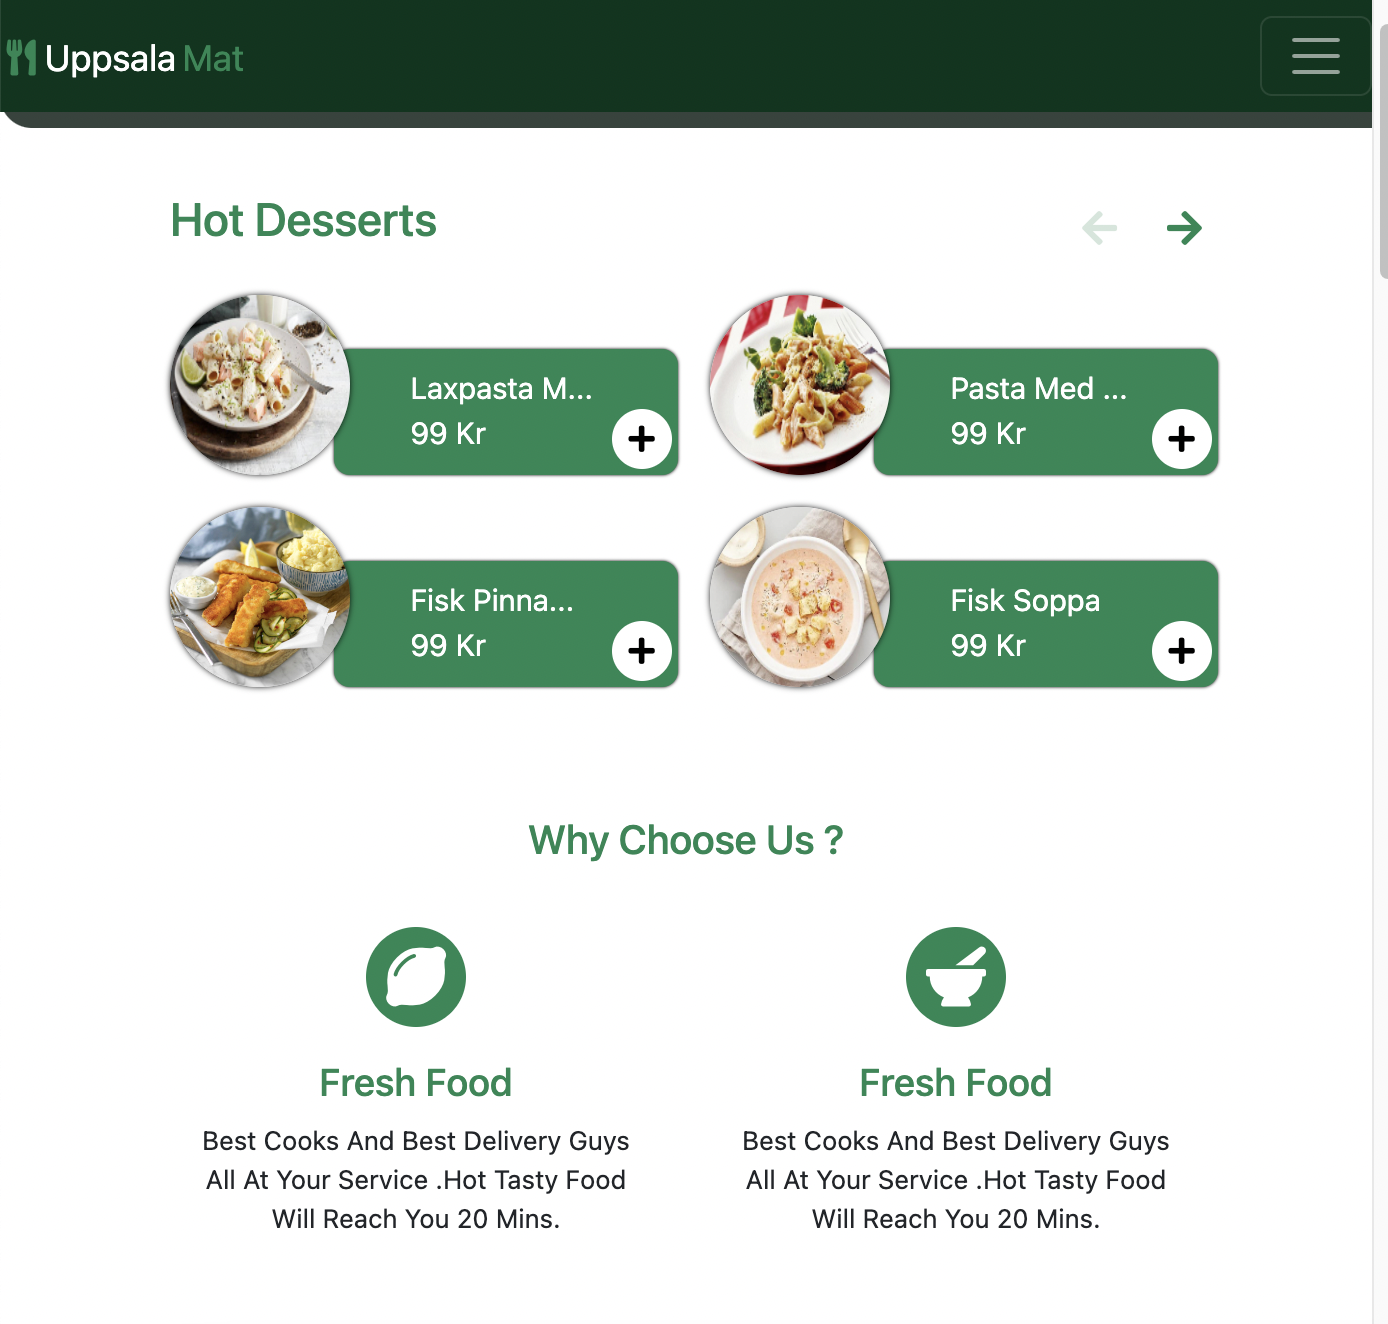 Uppsala Mat
Hot Desserts
Laxpasta M...
99 Kr
Pasta Med ...
99 Kr
Fisk Pinna...
99 Kr
Fisk Soppa
99 Kr
Why Choose Us ?
Fresh Food
Best Cooks And Best Delivery Guys
All At Your Service .Hot Tasty Food
Will Reach You 20 Mins.
Fresh Food
Best Cooks And Best Delivery Guys
All At Your Service .Hot Tasty Food
Will Reach You 20 Mins.